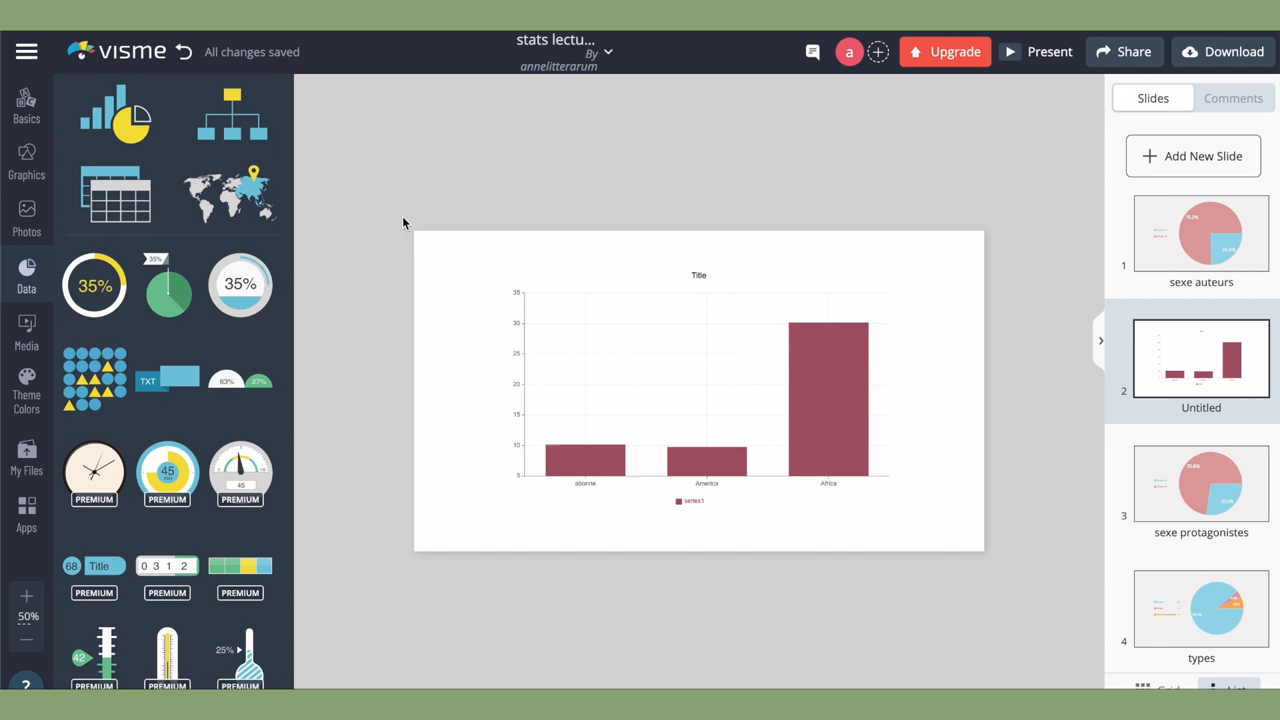 visme
All changes saved
stats lectu...
By
annelitterarum
a
Upgrade
Present
Share
Download
Basics
Graphics
Photos
Data
Media
Theme
Colors
My Files
Apps
50%
?
35%
35%
35%
TXT
63%
27%
45
45
PREMIUM
PREMIUM
PREMIUM
68 Title
0 3 1 2
PREMIUM
PREMIUM
PREMIUM
42
25%
PREMIUM
PREMIUM
PREMIUM
Title
35
30
25
20
15
10
5
abonne
America
Africa
series1
Slides
Comments
Add New Slide
1
sexe auteurs
2
Untitled
3
sexe protagonistes
4
types
Grid
List